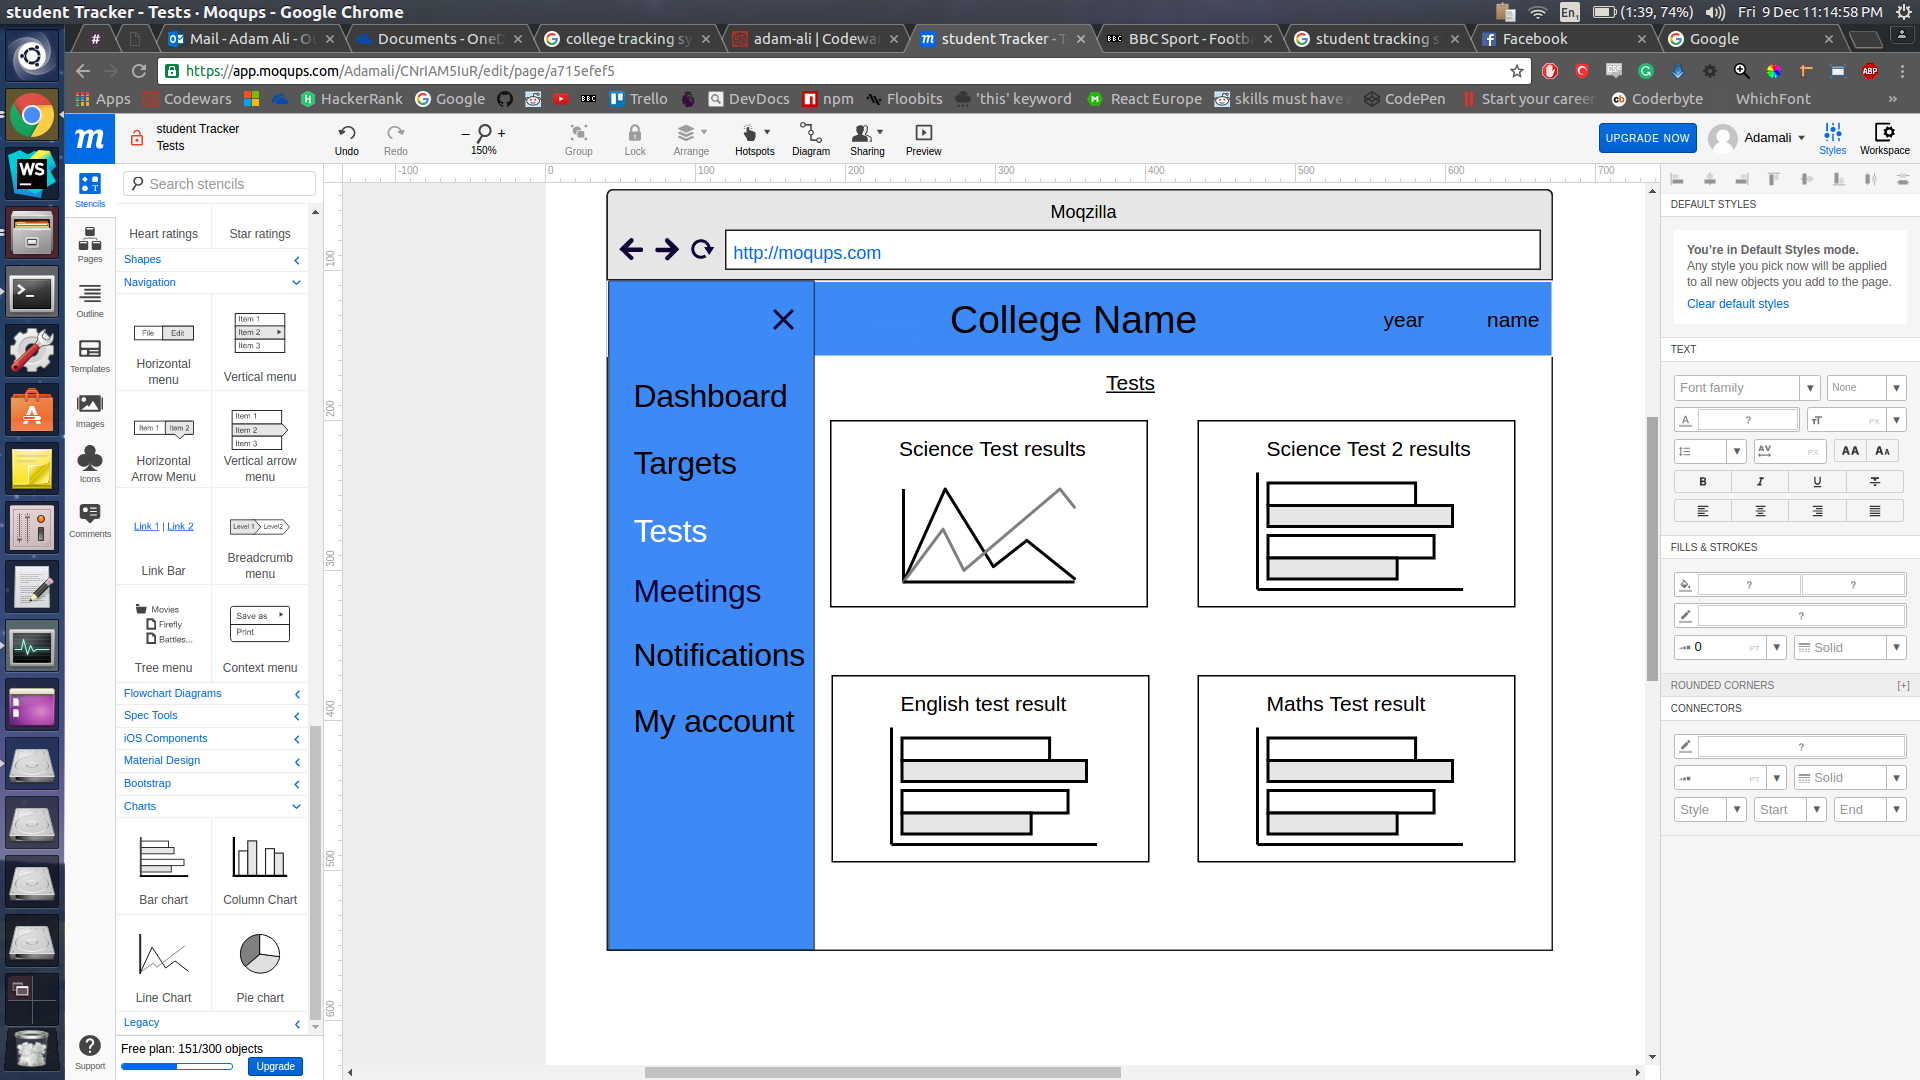 student Tracker - Tests · Moqups - Google Chrome
En1
(1:39, 74%)
Fri 9 Dec 11:14:58 PM
#
Mail - Adam Ali - Ou
Documents - OneD
college tracking sy
adam-ali | Codewa
student Tracker - T
BBC Sport - Footba
student tracking s
Facebook
Google
https://app.moqups.com/Adamali/CNrIAM5IuR/edit/page/a715efef5
Apps
Codewars
HackerRank
Google
BBC
Trello
DevDocs
npm
Floobits
'this' keyword
React Europe
skills must have a
CodePen
Start your career
Coderbyte
WhichFont
»
ABP
student Tracker
Tests
Undo
Redo
– +
150%
Group
Lock
Arrange
Hotspots
Diagram
Sharing
Preview
UPGRADE NOW
Adamali
Styles
Workspace
Stencils
Pages
Outline
Templates
Images
Icons
Comments
Support
Search stencils
Heart ratings
Star ratings
Shapes
Navigation
File Edit
Horizontal menu
Item 1
Item 2
Item 3
Vertical menu
Item 1 Item 2
Horizontal Arrow Menu
Item 1
Item 2
Item 3
Vertical arrow menu
Link 1 | Link 2
Link Bar
Level 1 Level2
Breadcrumb menu
Movies
Firefly
Battles...
Tree menu
Save as
Print
Context menu
Flowchart Diagrams
Spec Tools
iOS Components
Material Design
Bootstrap
Charts
Bar chart
Column Chart
Line Chart
Pie chart
Legacy
Free plan: 151/300 objects
Upgrade
-100 0 100 200 300 400 500 600 700
100
200
300
400
500
600
Moqzilla
http://moqups.com
College Name
year
name
Dashboard
Targets
Tests
Meetings
Notifications
My account
Tests
Science Test results
Science Test 2 results
English test result
Maths Test result
DEFAULT STYLES
You're in Default Styles mode.
Any style you pick now will be applied
to all new objects you add to the page.
Clear default styles
TEXT
Font family
None
A ?
TT PX
AV PX
AA AA
B I U T
FILLS & STROKES
? ?
?
0 PT
Solid
ROUNDED CORNERS [+]
CONNECTORS
?
PT
Solid
Style
Start
End